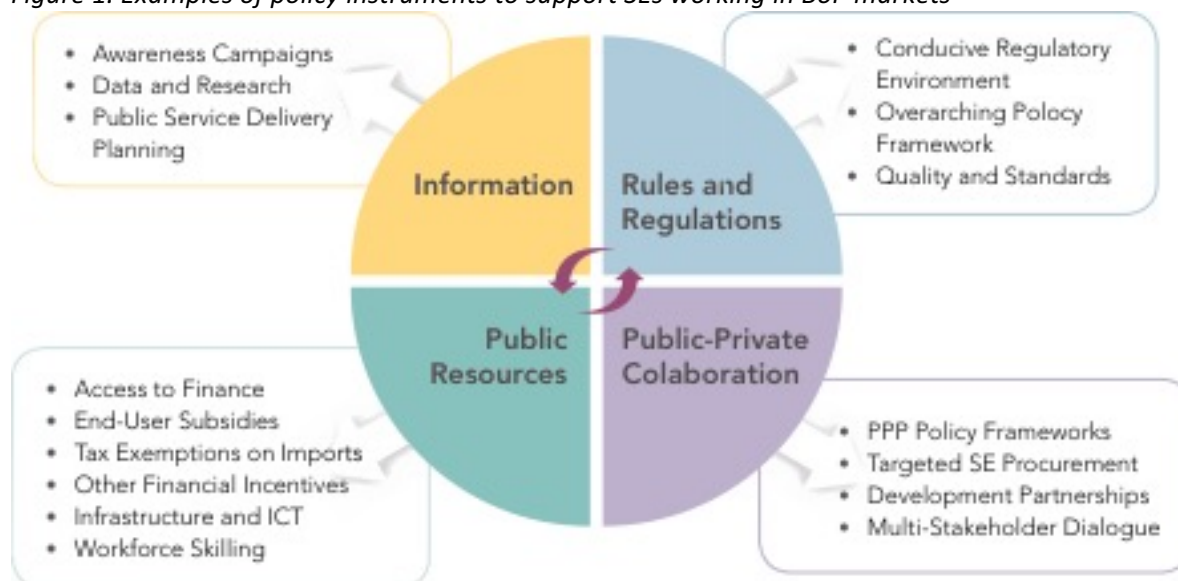 Figure 1. Examples of policy instruments to support SEs working in BoP markets
• Awareness Campaigns
• Data and Research
• Public Service Delivery
Planning
• Conducive Regulatory
Environment
• Overarching Polocy
Framework
• Quality and Standards
Information
Rules and
Regulations
Public
Resources
Public-Private
Colaboration
• Access to Finance
• End-User Subsidies
• Tax Exemptions on Imports
• Other Financial Incentives
• Infrastructure and ICT
• Workforce Skilling
• PPP Policy Frameworks
• Targeted SE Procurement
• Development Partnerships
• Multi-Stakeholder Dialogue